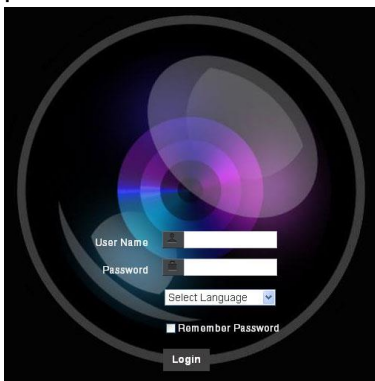 User Name
Password
Select Language
Remember Password
Login